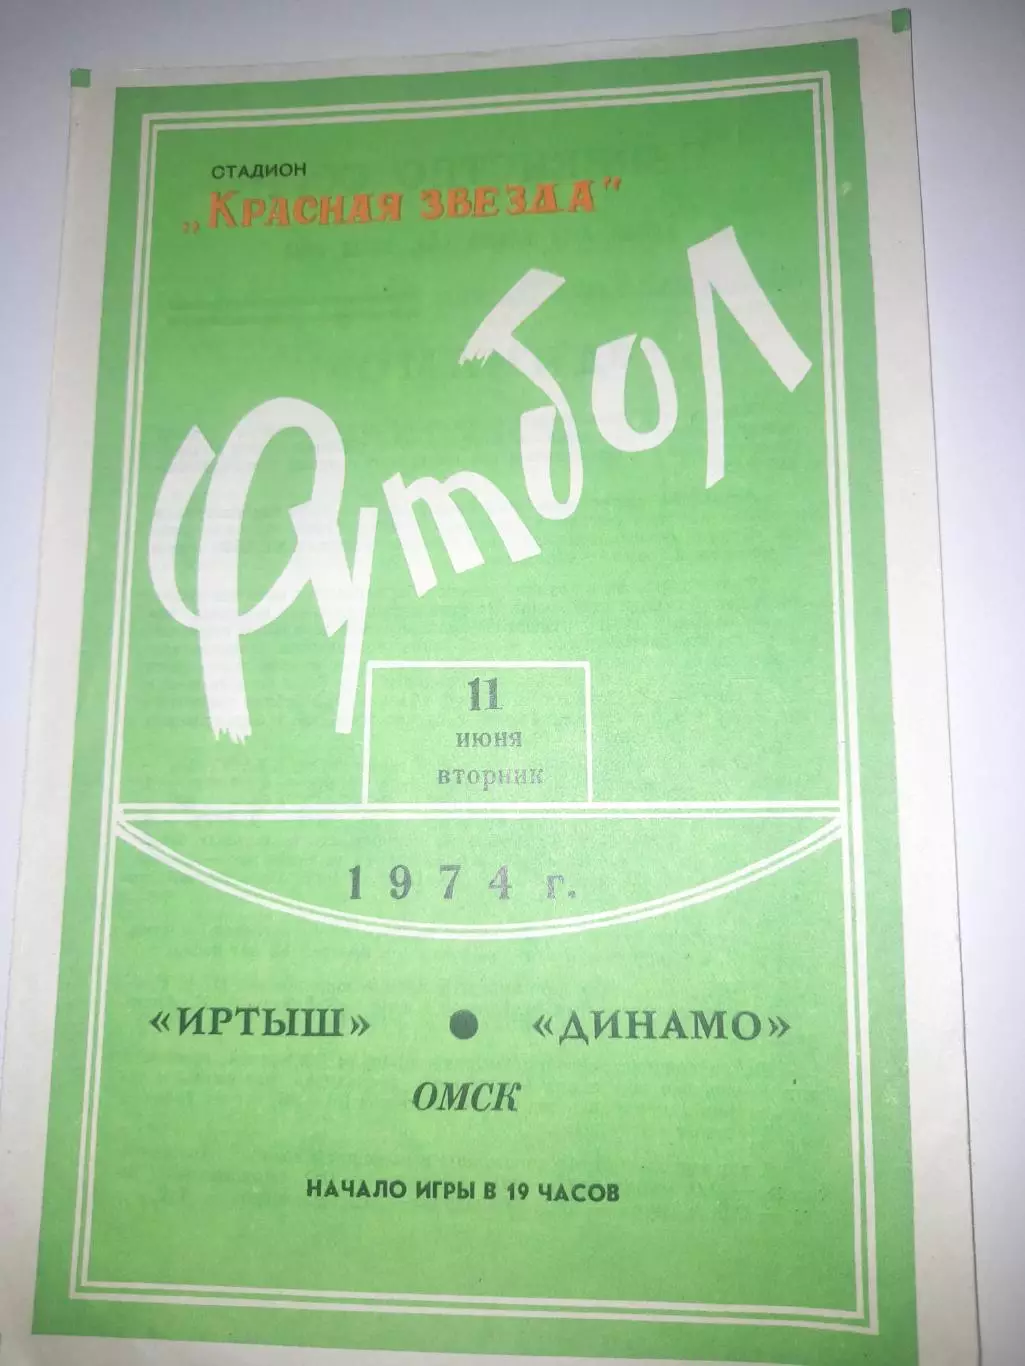 СТАДИОН
„КРАСНАЯ ЗВЕЗДА"
Футбол
11
июня
вторник
1974 г.
«ИРТЫШ» ● «ДИНАМО»
ОМСК
НАЧАЛО ИГРЫ В 19 ЧАСОВ